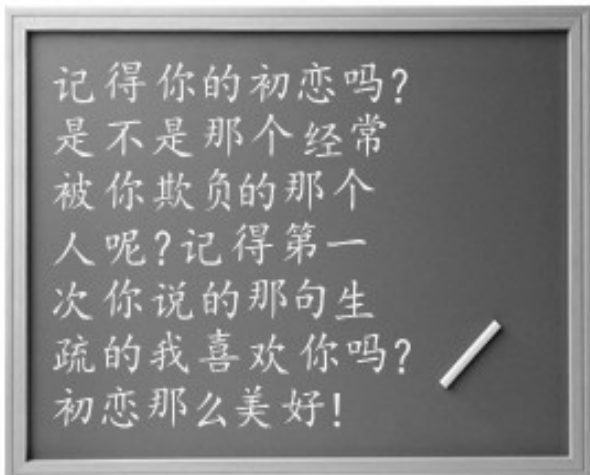 记得你的初恋吗?
是不是那个经常
被你欺负的那个
人呢?记得第一
次你说的那句生
疏的我喜欢你吗?
初恋那么美好!